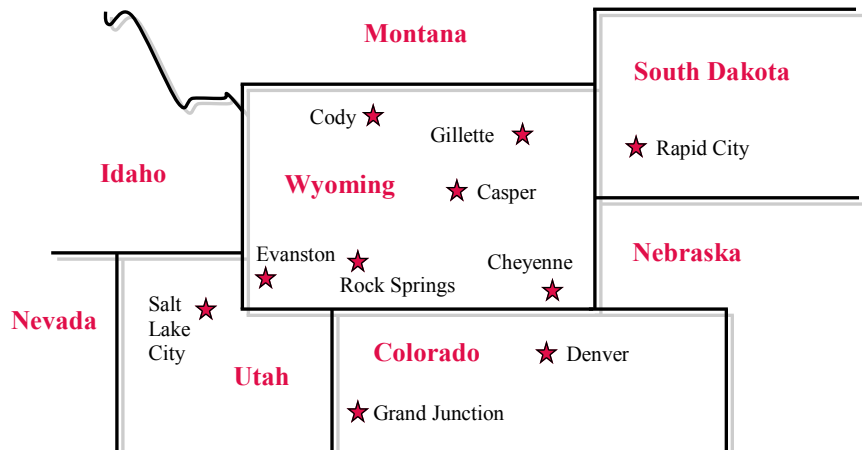 Montana
South Dakota
Cody
Gillette
Rapid City
Idaho
Wyoming
Casper
Evanston
Rock Springs
Cheyenne
Nebraska
Nevada
Salt
Lake
City
Utah
Colorado
Denver
Grand Junction